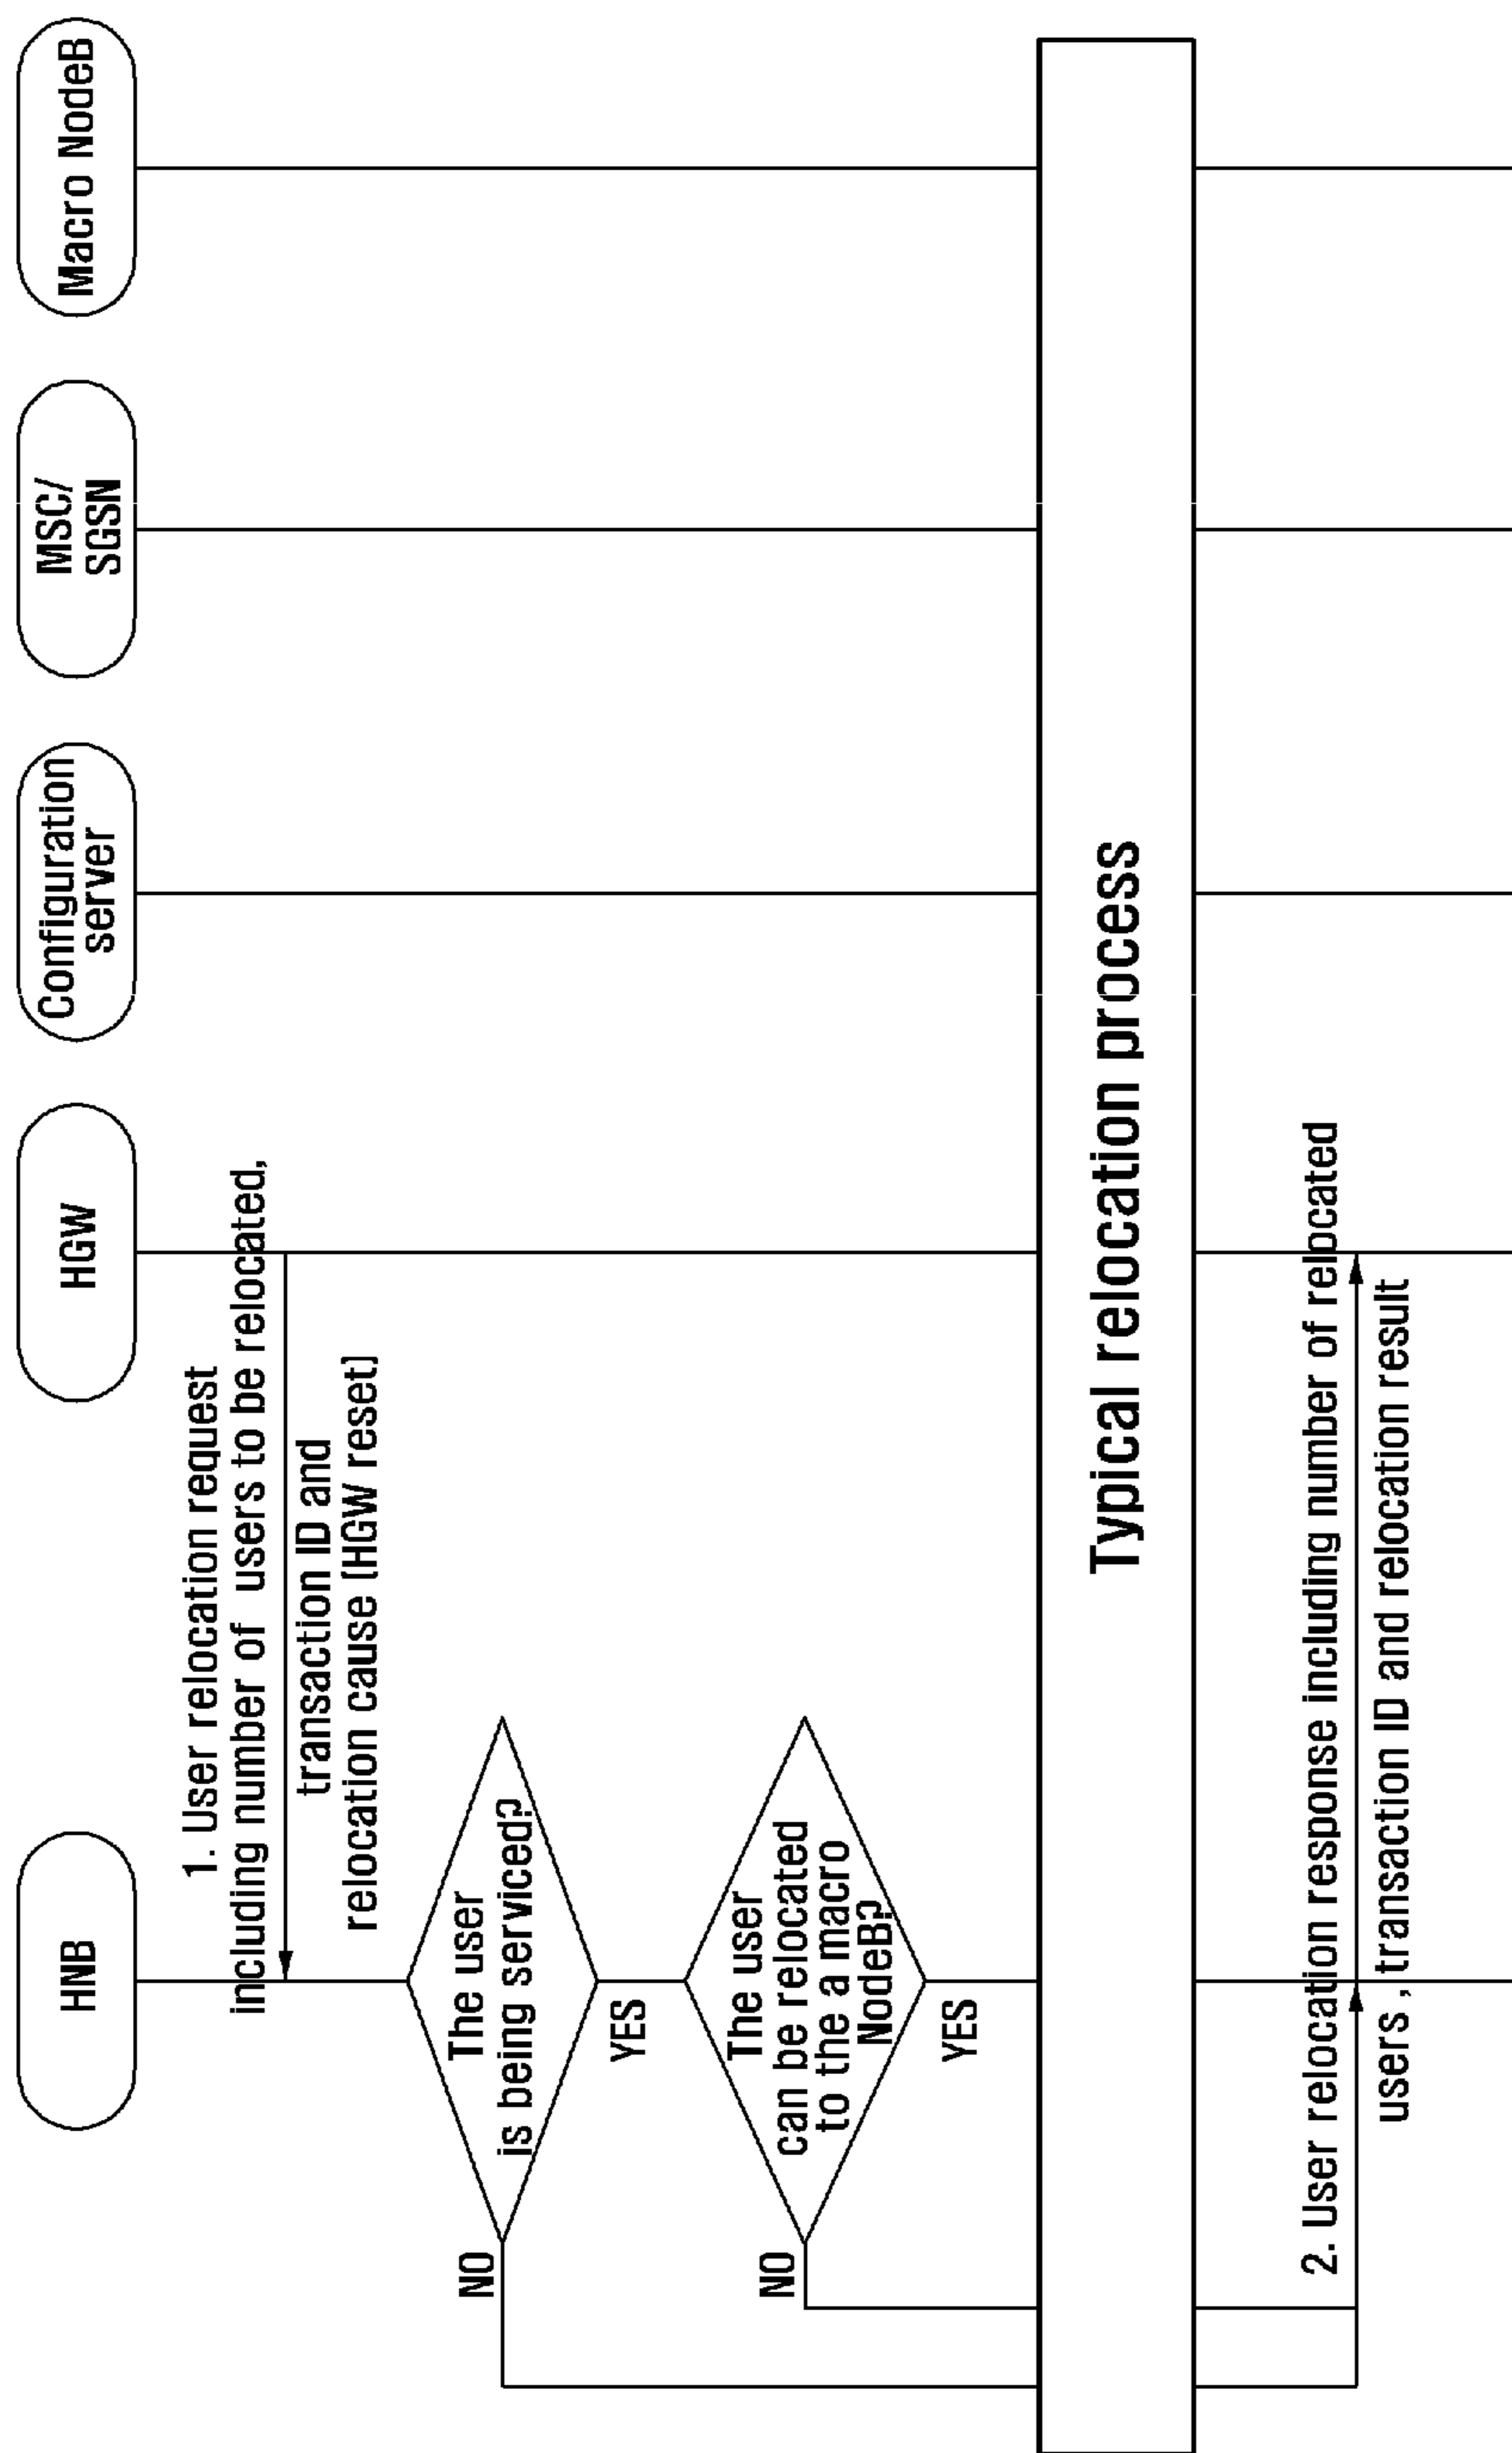 HNB
HGW
Configuration
server
MSC/
SGSN
Macro NodeB
1. User relocation request
including number of users to be relocated,
transaction ID and
relocation cause (HGW reset)
The user
is being serviced?
NO
YES
The user
can be relocated
to the a macro
NodeB?
NO
YES
Typical relocation process
2. User relocation response including number of relocated
users , transaction ID and relocation result